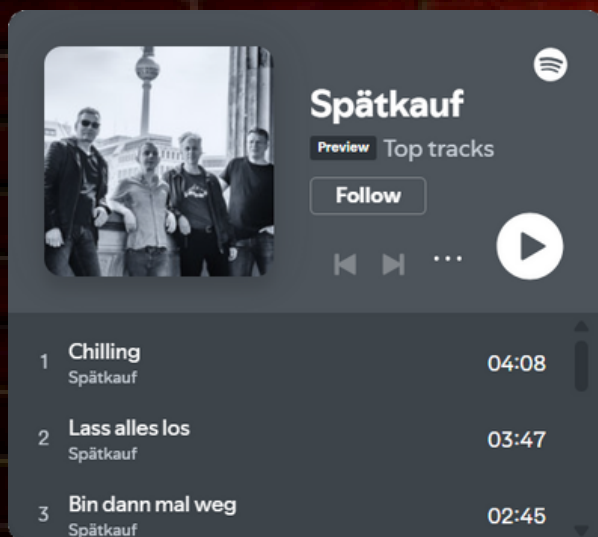 Spätkauf
Preview Top tracks
Follow
1 Chilling 04:08
Spätkauf
2 Lass alles los 03:47
Spätkauf
3 Bin dann mal weg 02:45
Spätkauf